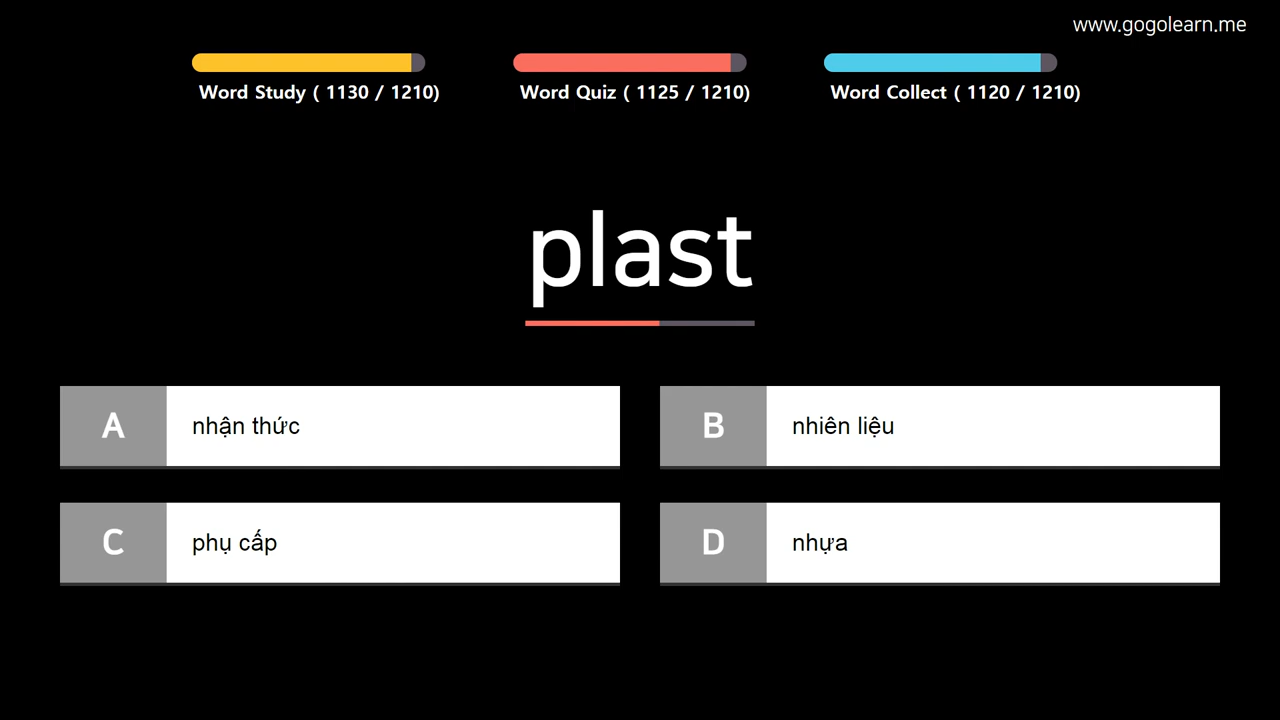 www.gogolearn.me
Word Study ( 1130 / 1210)
Word Quiz ( 1125 / 1210)
Word Collect ( 1120 / 1210)
plast
A nhận thức
B nhiên liệu
C phụ cấp
D nhựa